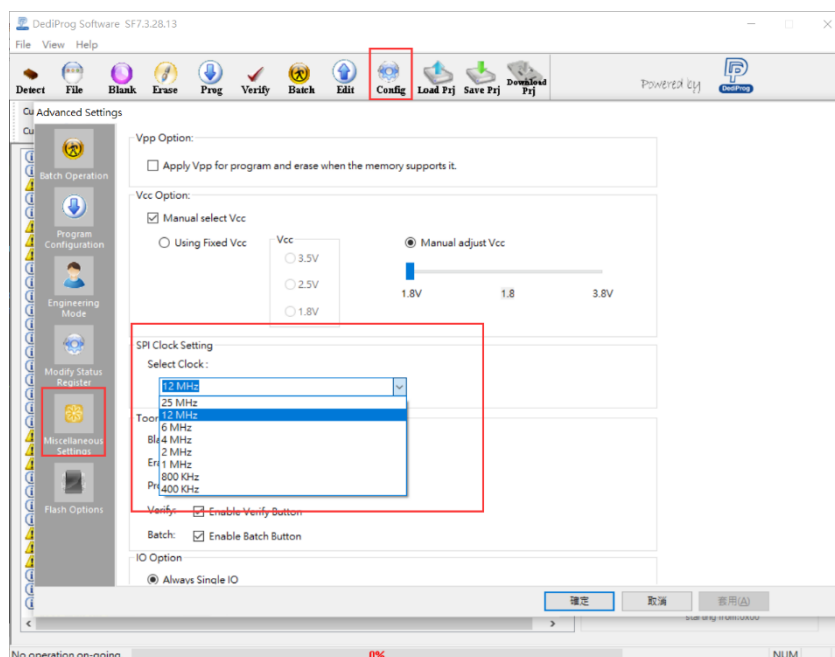 DediProg Software SF7.3.28.13
File View Help
Detect File Blank Erase Prog Verify Batch Edit Config Load Prj Save Prj Download Prj
Powered by DediProg
Cu
Advanced Settings
Cu
Batch Operation
Program Configuration
Engineering Mode
Modify Status Register
Miscellaneous Settings
Flash Options
Vpp Option:
Apply Vpp for program and erase when the memory supports it.
Vcc Option:
Manual select Vcc
Using Fixed Vcc
Vcc
3.5V
2.5V
1.8V
Manual adjust Vcc
1.8V 1.8 3.8V
SPI Clock Setting
Select Clock :
12 MHz
25 MHz
12 MHz
6 MHz
4 MHz
2 MHz
1 MHz
800 KHz
400 KHz
Verify: Enable Verify Button
Batch: Enable Batch Button
IO Option
Always Single IO
確定 取消 套用(A)
starting from:0x00
No operation on-going 0% NUM